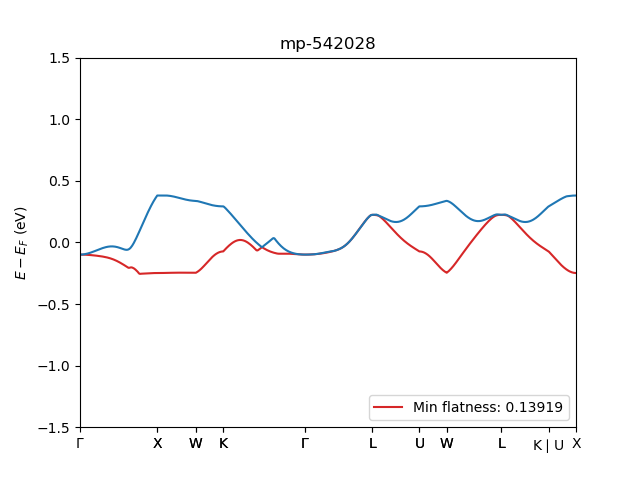 mp-542028
1.5
1.0
0.5
0.0
−0.5
−1.0
−1.5
E − E_F (eV)
Min flatness: 0.13919
Γ X W K Γ L U W L K | U X